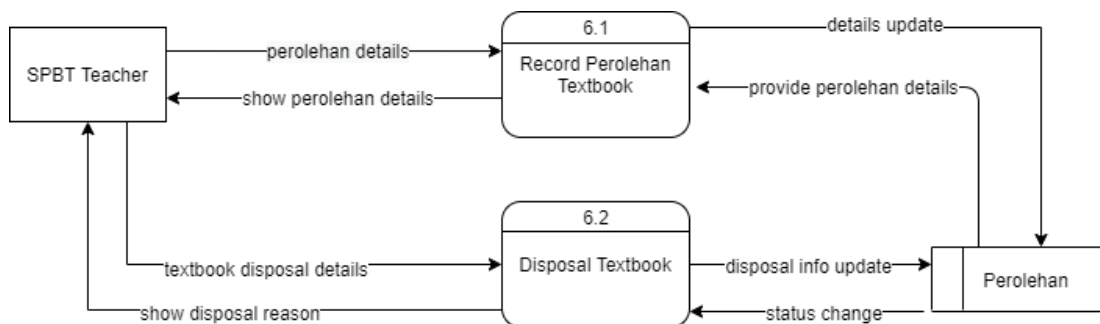 6.1
details update
perolehan details
SPBT Teacher
Record Perolehan
Textbook
show perolehan details
provide perolehan details
6.2
textbook disposal details
Disposal Textbook
disposal info update
Perolehan
show disposal reason
status change